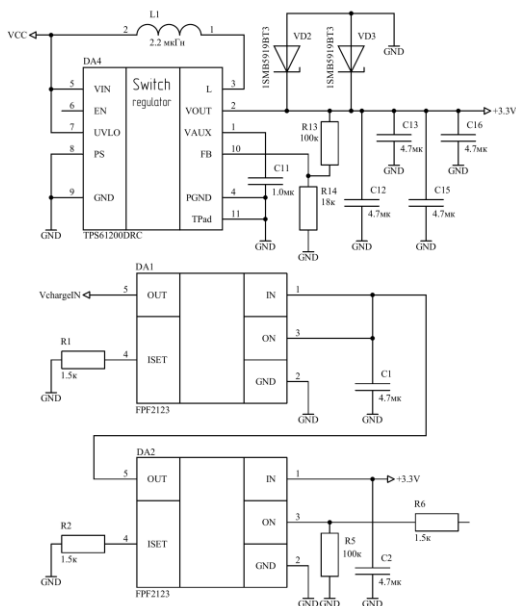 L1
VCC
2
1
2.2 мкГн
DA4
VD2
1SMB5919BT3
VD3
1SMB5919BT3
GND
5
VIN
Switch
regulator
L
3
6
EN
VOUT
2
+3.3V
7
UVLO
VAUX
1
8
PS
FB
10
R13
100к
C13
4.7мк
C16
4.7мк
C11
1.0мк
R14
18к
C12
4.7мк
C15
4.7мк
9
GND
PGND
4
TPad
11
GND
TPS61200DRC
GND
GND
GND
GND
GND
GND
GND
DA1
VchargeIN
5
OUT
IN
1
R1
1.5к
4
ISET
ON
3
GND
2
C1
4.7мк
GND
FPF2123
GND
GND
DA2
5
OUT
IN
1
+3.3V
R2
1.5к
4
ISET
ON
3
R6
1.5к
R5
100к
GND
2
C2
4.7мк
GND
FPF2123
GND
GND
GND